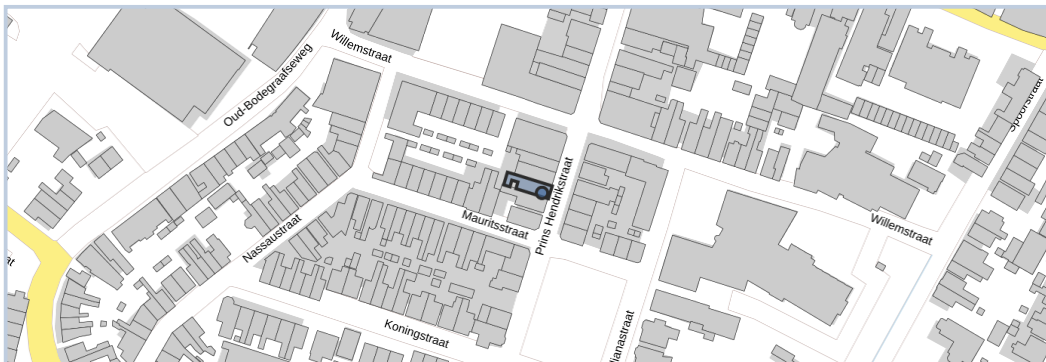 Willemstraat
Oud-Bodegraafseweg
Spoorstraat
Prins Hendrikstraat
Mauritsstraat
Willemstraat
Nassaustraat
Koningstraat